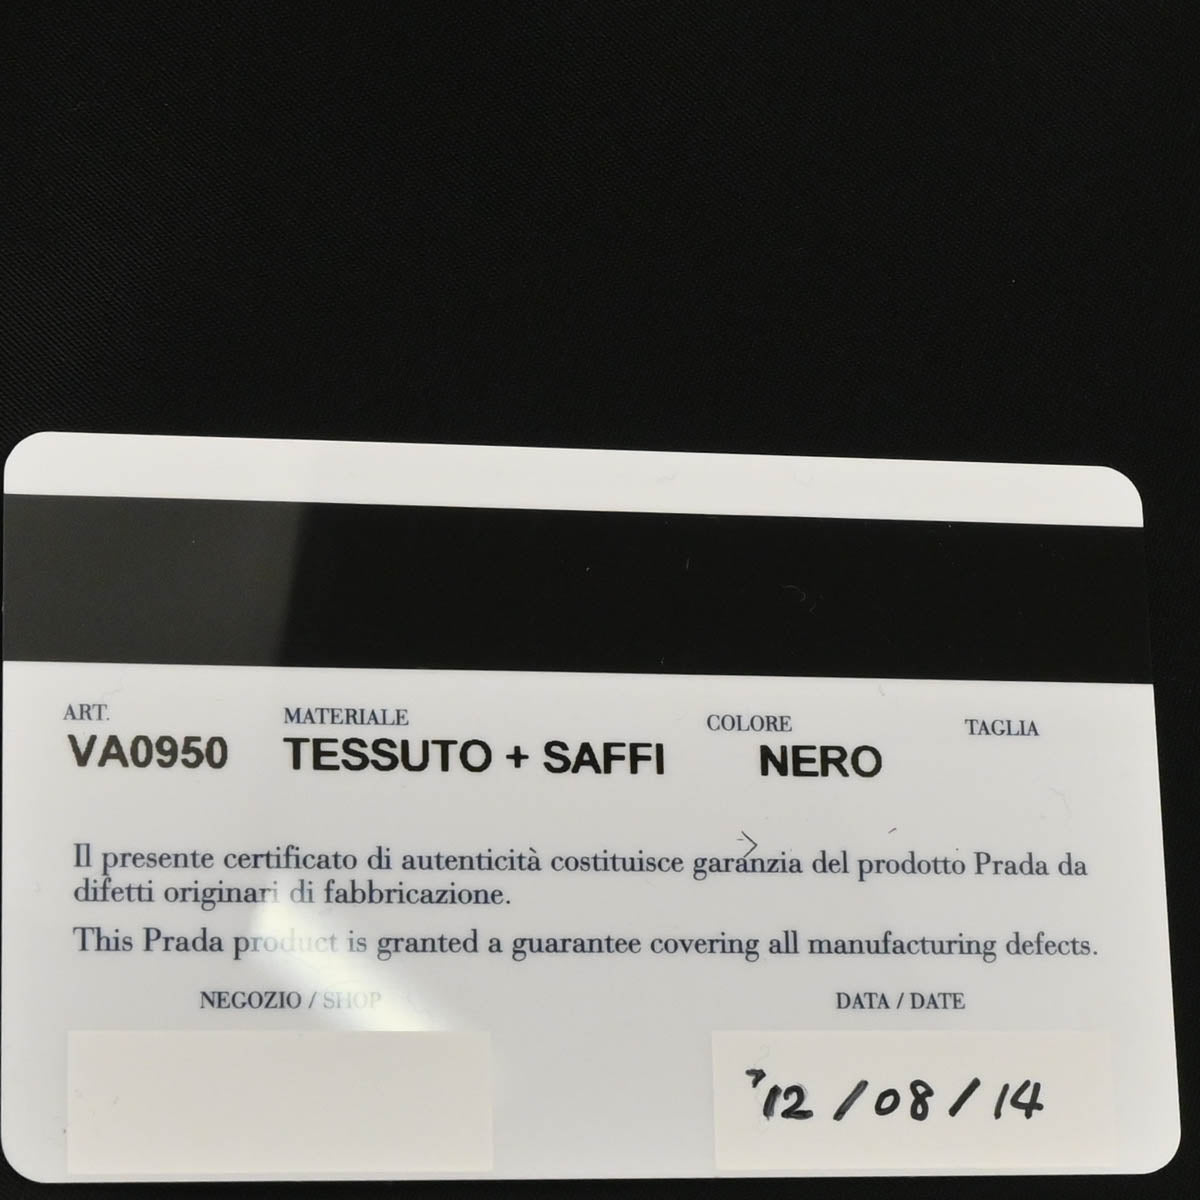 ART. MATERIALE COLORE TAGLIA
VA0950 TESSUTO + SAFFI NERO
Il presente certificato di autenticità costituisce garanzia del prodotto Prada da
difetti originari di fabbricazione.
This Prada product is granted a guarantee covering all manufacturing defects.
NEGOZIO / SHOP DATA / DATE
'12 / 08 / 14